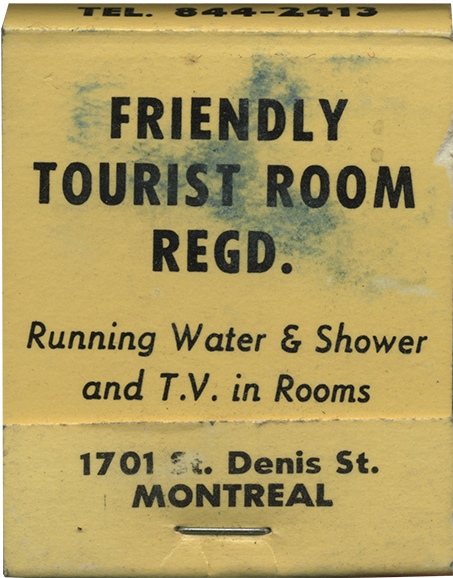 TEL. 844-2413
FRIENDLY
TOURIST ROOM
REGD.
Running Water & Shower
and T.V. in Rooms
1701 St. Denis St.
MONTREAL